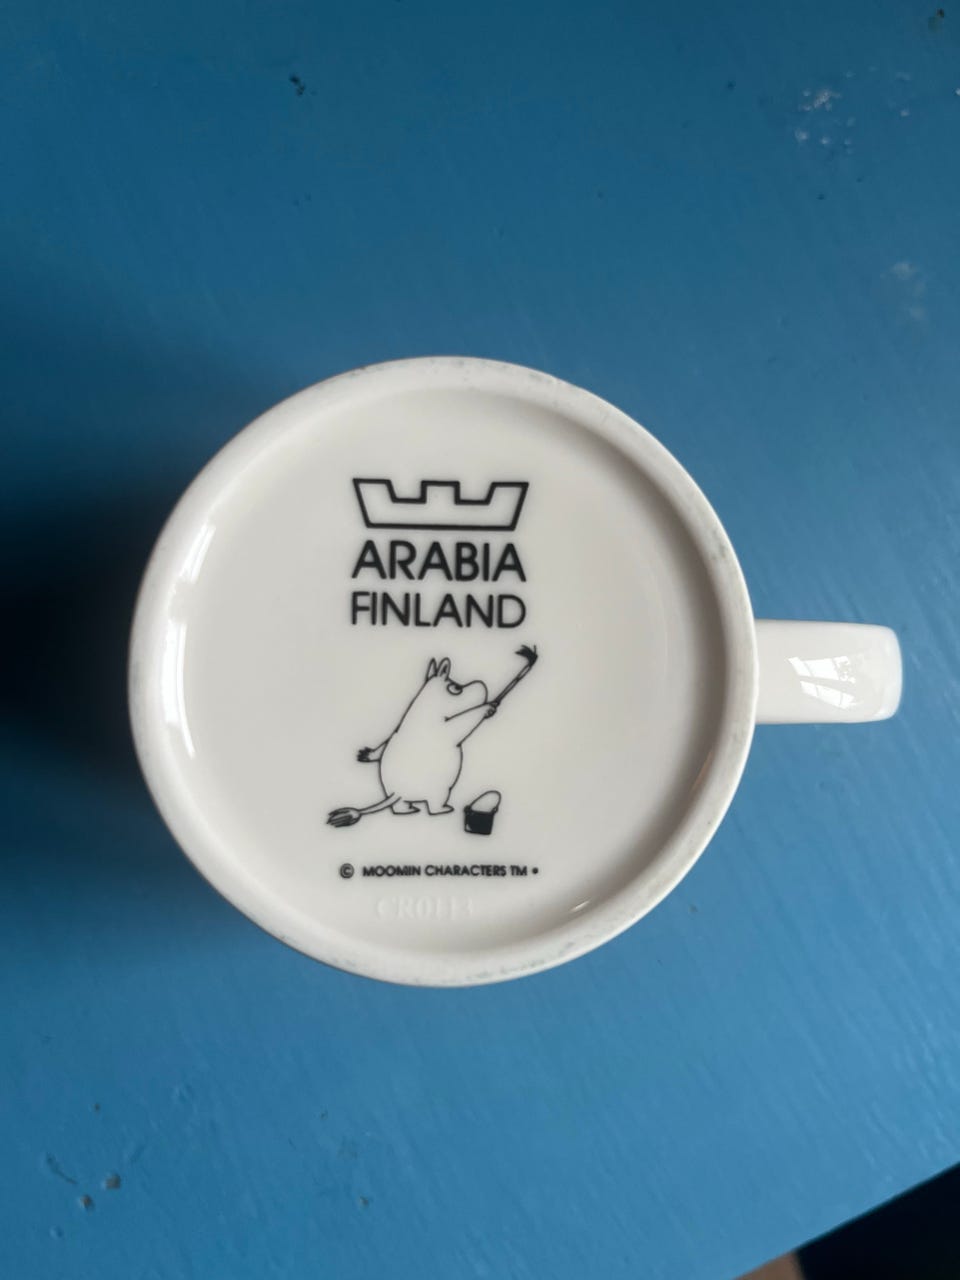 ARABIA
FINLAND
© MOOMIN CHARACTERS TM •